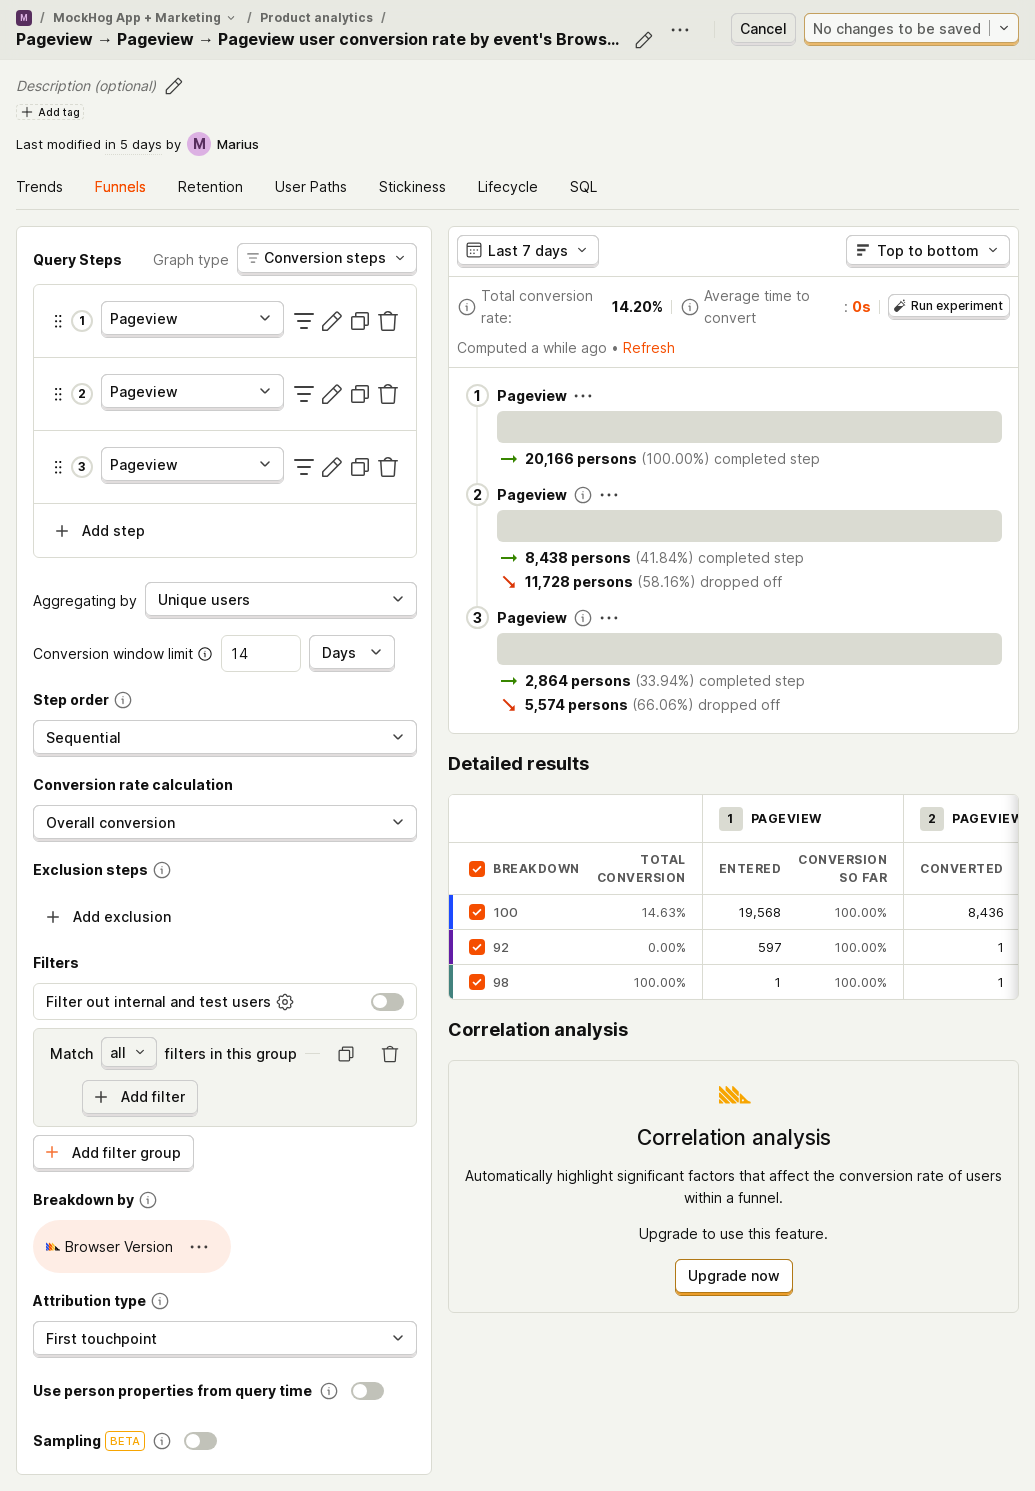 M / MockHog App + Marketing / Product analytics /
Pageview → Pageview → Pageview user conversion rate by event's Brows...
Cancel
No changes to be saved
Description (optional)
Add tag
Last modified in 5 days by M Marius
Trends Funnels Retention User Paths Stickiness Lifecycle SQL
Query Steps Graph type Conversion steps
1 Pageview
2 Pageview
3 Pageview
Add step
Aggregating by Unique users
Conversion window limit 14 Days
Step order
Sequential
Conversion rate calculation
Overall conversion
Exclusion steps
Add exclusion
Filters
Filter out internal and test users
Match all filters in this group
Add filter
Add filter group
Breakdown by
Browser Version
Attribution type
First touchpoint
Use person properties from query time
Sampling BETA
Last 7 days Top to bottom
Total conversion
rate:
14.20%
Average time to
convert
: 0s
Run experiment
Computed a while ago • Refresh
1 Pageview
20,166 persons (100.00%) completed step
2 Pageview
8,438 persons (41.84%) completed step
11,728 persons (58.16%) dropped off
3 Pageview
2,864 persons (33.94%) completed step
5,574 persons (66.06%) dropped off
Detailed results
1 PAGEVIEW 2 PAGEVIEW
BREAKDOWN
TOTAL
CONVERSION
ENTERED
CONVERSION
SO FAR
CONVERTED
100 14.63% 19,568 100.00% 8,436
92 0.00% 597 100.00% 1
98 100.00% 1 100.00% 1
Correlation analysis
Correlation analysis
Automatically highlight significant factors that affect the conversion rate of users
within a funnel.
Upgrade to use this feature.
Upgrade now